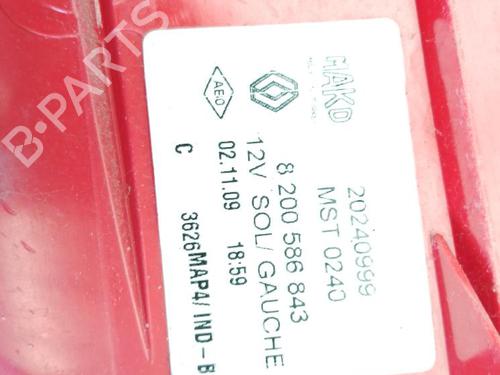 B-PARTS
MAKO
20240999
MST 0240
8 200 586 843
12V SOL/ GAUCHE
AEO
02.11.09 18:59
C 3626MAP4/ IND-B